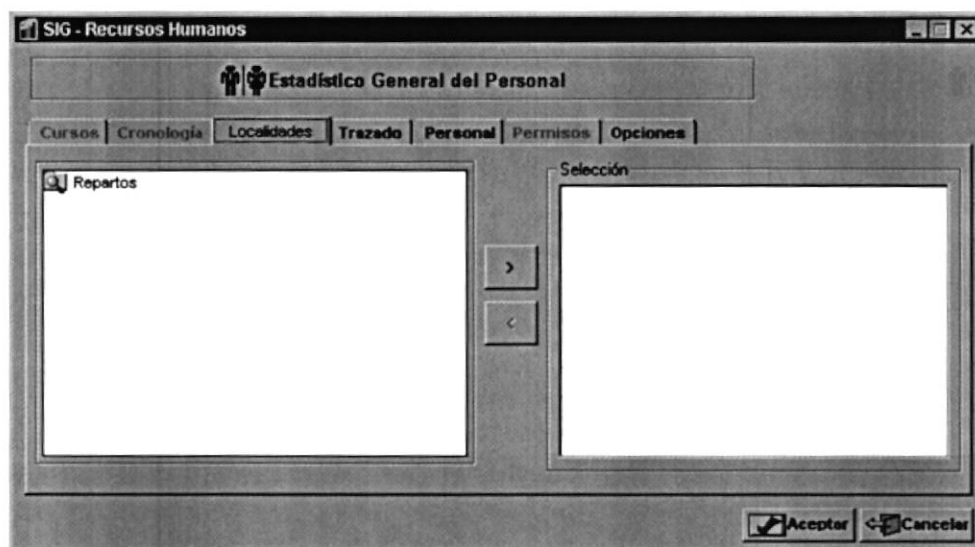 SIG - Recursos Humanos
Estadístico General del Personal
Cursos Cronología Localidades Trazado Personal Permisos Opciones
Repartos
Selección
>
<
Aceptar Cancelar